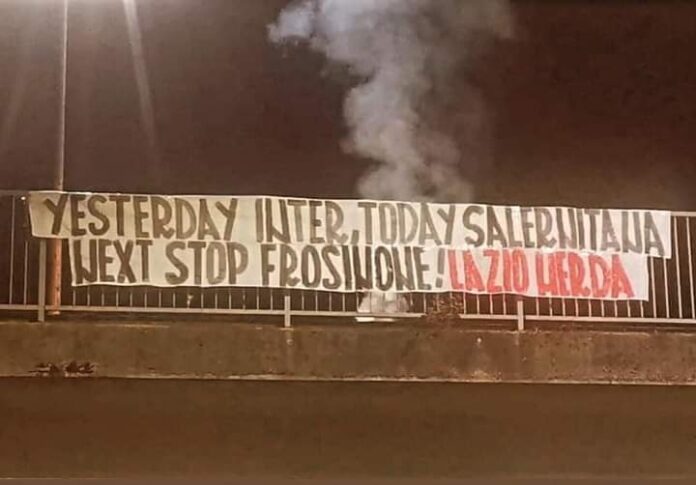 YESTERDAY INTER, TODAY SALERNITANA
NEXT STOP FROSINONE! LAZIO MERDA